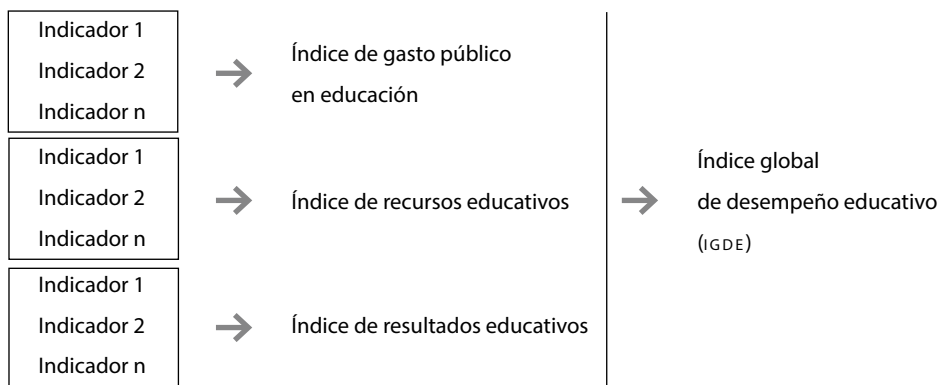 Indicador 1
Indicador 2
Indicador n
Índice de gasto público
en educación
Indicador 1
Indicador 2
Indicador n
Índice de recursos educativos
Indicador 1
Indicador 2
Indicador n
Índice de resultados educativos
Índice global
de desempeño educativo
(IGDE)